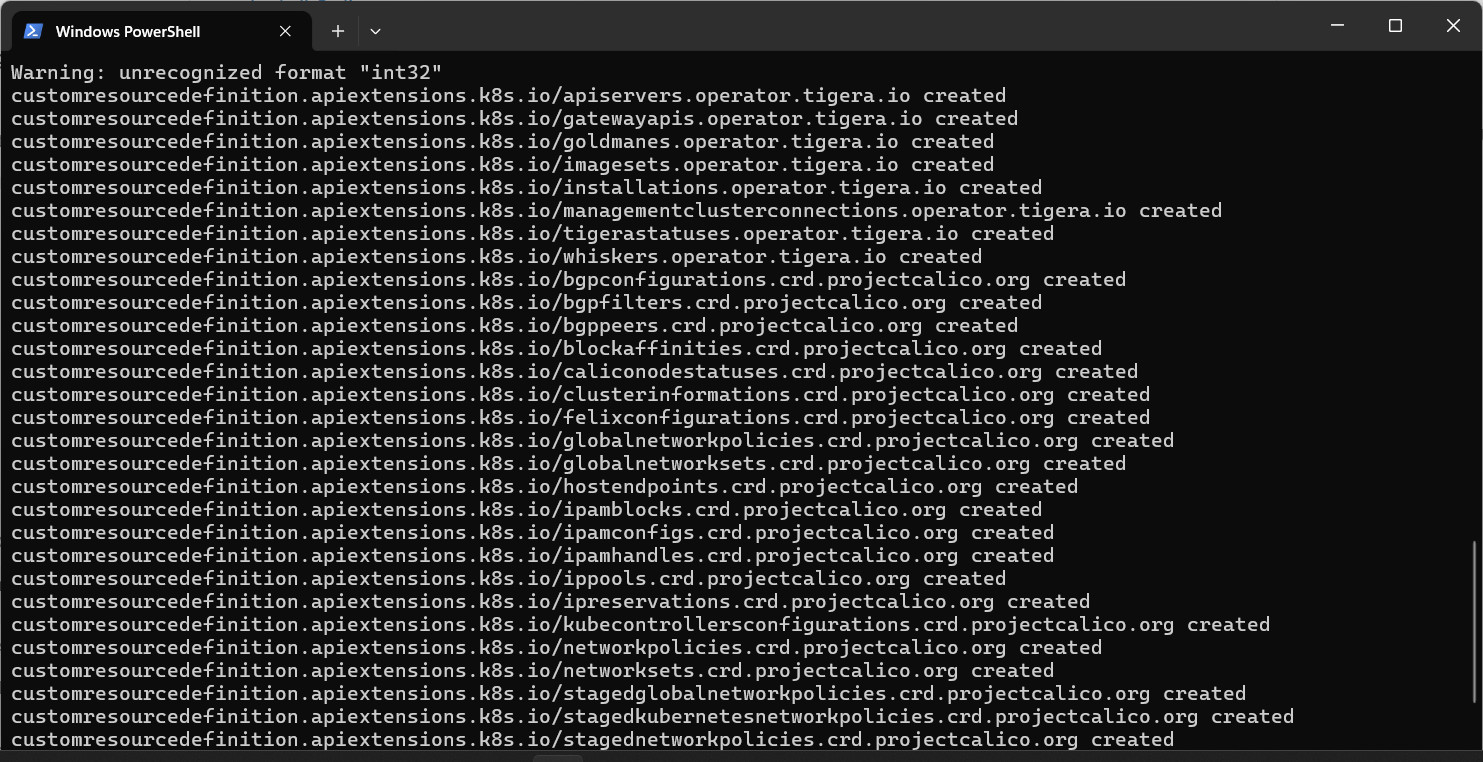 Windows PowerShell
Warning: unrecognized format "int32"
customresourcedefinition.apiextensions.k8s.io/apiservers.operator.tigera.io created
customresourcedefinition.apiextensions.k8s.io/gatewayapis.operator.tigera.io created
customresourcedefinition.apiextensions.k8s.io/goldmanes.operator.tigera.io created
customresourcedefinition.apiextensions.k8s.io/imagesets.operator.tigera.io created
customresourcedefinition.apiextensions.k8s.io/installations.operator.tigera.io created
customresourcedefinition.apiextensions.k8s.io/managementclusterconnections.operator.tigera.io created
customresourcedefinition.apiextensions.k8s.io/tigerastatuses.operator.tigera.io created
customresourcedefinition.apiextensions.k8s.io/whiskers.operator.tigera.io created
customresourcedefinition.apiextensions.k8s.io/bgpconfigurations.crd.projectcalico.org created
customresourcedefinition.apiextensions.k8s.io/bgpfilters.crd.projectcalico.org created
customresourcedefinition.apiextensions.k8s.io/bgppeers.crd.projectcalico.org created
customresourcedefinition.apiextensions.k8s.io/blockaffinities.crd.projectcalico.org created
customresourcedefinition.apiextensions.k8s.io/caliconodestatuses.crd.projectcalico.org created
customresourcedefinition.apiextensions.k8s.io/clusterinformations.crd.projectcalico.org created
customresourcedefinition.apiextensions.k8s.io/felixconfigurations.crd.projectcalico.org created
customresourcedefinition.apiextensions.k8s.io/globalnetworkpolicies.crd.projectcalico.org created
customresourcedefinition.apiextensions.k8s.io/globalnetworksets.crd.projectcalico.org created
customresourcedefinition.apiextensions.k8s.io/hostendpoints.crd.projectcalico.org created
customresourcedefinition.apiextensions.k8s.io/ipamblocks.crd.projectcalico.org created
customresourcedefinition.apiextensions.k8s.io/ipamconfigs.crd.projectcalico.org created
customresourcedefinition.apiextensions.k8s.io/ipamhandles.crd.projectcalico.org created
customresourcedefinition.apiextensions.k8s.io/ippools.crd.projectcalico.org created
customresourcedefinition.apiextensions.k8s.io/ipreservations.crd.projectcalico.org created
customresourcedefinition.apiextensions.k8s.io/kubecontrollersconfigurations.crd.projectcalico.org created
customresourcedefinition.apiextensions.k8s.io/networkpolicies.crd.projectcalico.org created
customresourcedefinition.apiextensions.k8s.io/networksets.crd.projectcalico.org created
customresourcedefinition.apiextensions.k8s.io/stagedglobalnetworkpolicies.crd.projectcalico.org created
customresourcedefinition.apiextensions.k8s.io/stagedkubernetesnetworkpolicies.crd.projectcalico.org created
customresourcedefinition.apiextensions.k8s.io/stagednetworkpolicies.crd.projectcalico.org created